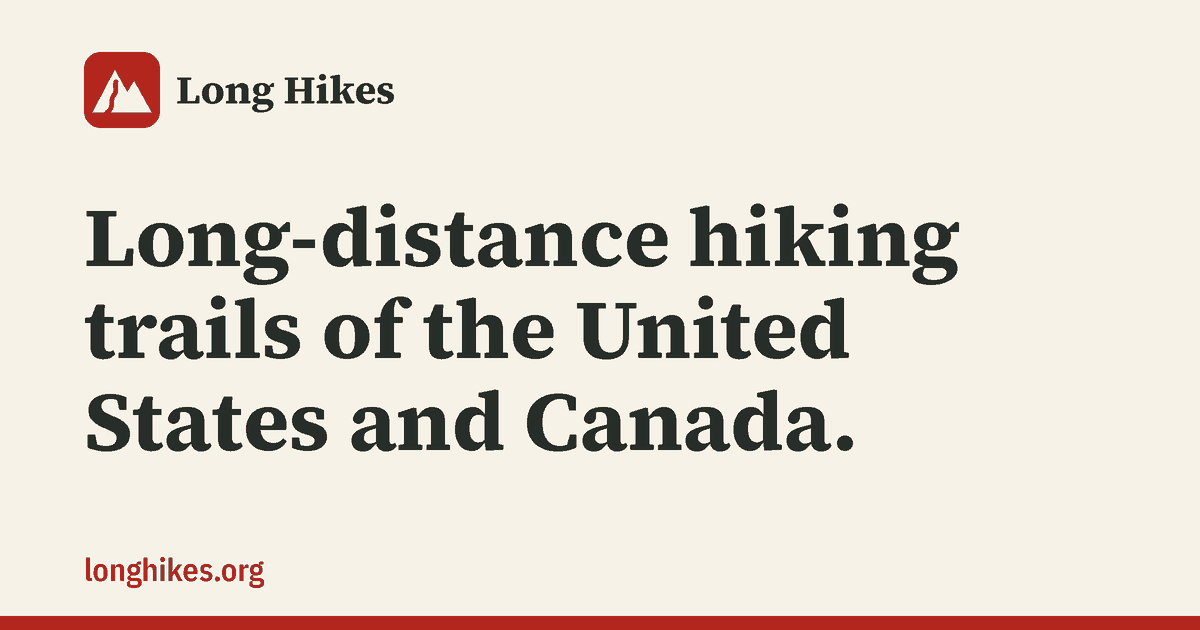 Long Hikes
Long-distance hiking
trails of the United
States and Canada.
longhikes.org